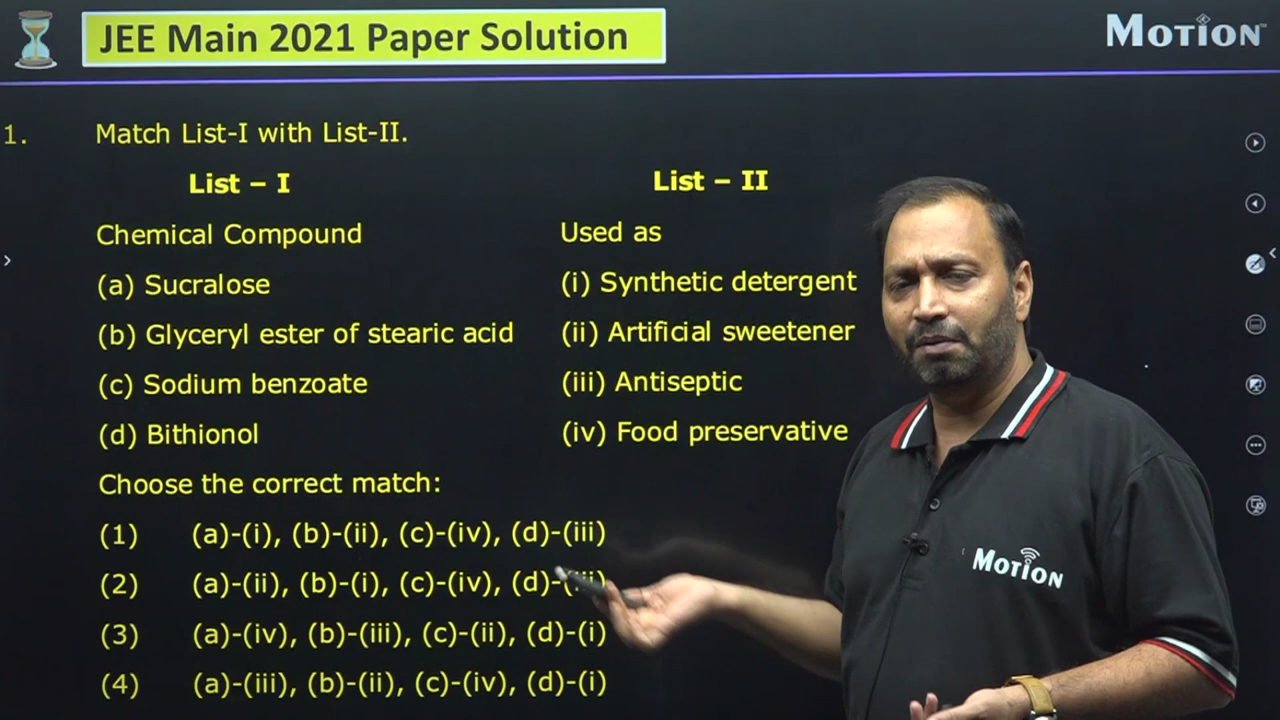 JEE Main 2021 Paper Solution
MOTION
1. Match List-I with List-II.
List – I List – II
Chemical Compound Used as
(a) Sucralose (i) Synthetic detergent
(b) Glyceryl ester of stearic acid (ii) Artificial sweetener
(c) Sodium benzoate (iii) Antiseptic
(d) Bithionol (iv) Food preservative
Choose the correct match:
(1) (a)-(i), (b)-(ii), (c)-(iv), (d)-(iii)
(2) (a)-(ii), (b)-(i), (c)-(iv), (d)-(iii)
(3) (a)-(iv), (b)-(iii), (c)-(ii), (d)-(i)
(4) (a)-(iii), (b)-(ii), (c)-(iv), (d)-(i)
MOTION